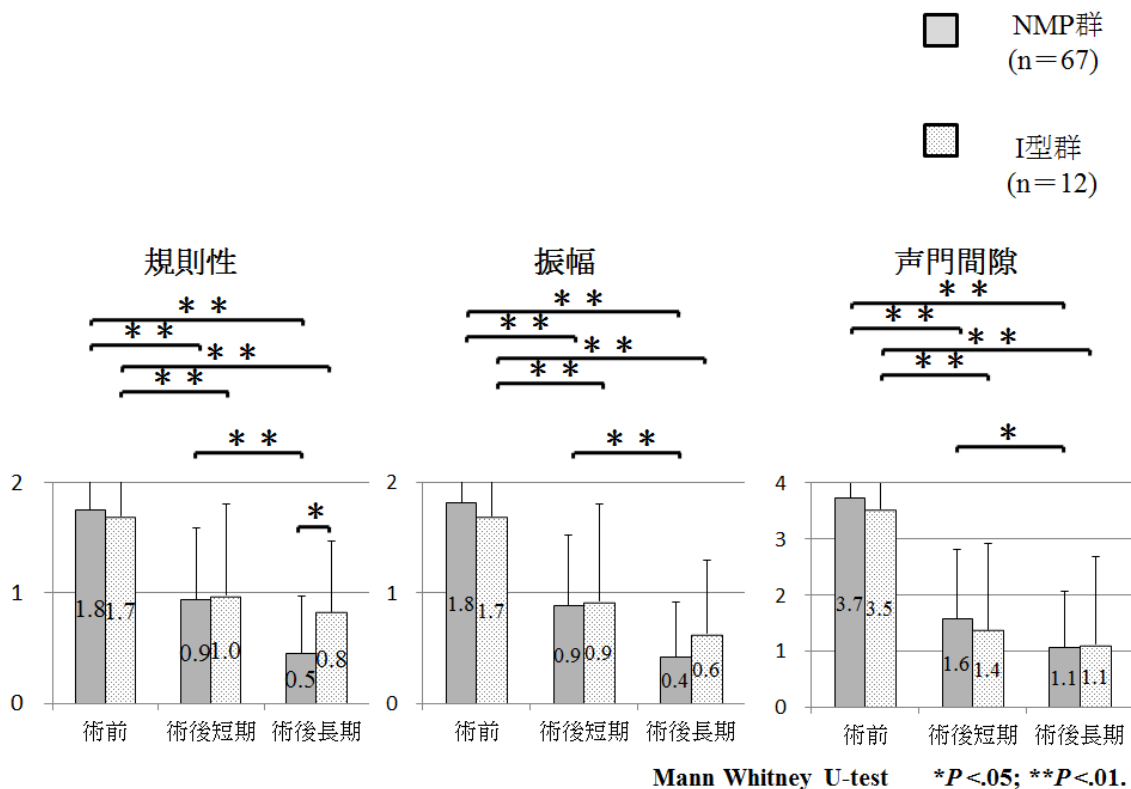 NMP群
(n＝67)
I型群
(n＝12)
規則性
＊＊
＊＊
＊＊
＊＊
＊＊
＊
2
1
0
1.8
1.7
0.9
1.0
0.5
0.8
術前
術後短期
術後長期
振幅
＊＊
＊＊
＊＊
＊＊
＊＊
2
1
0
1.8
1.7
0.9
0.9
0.4
0.6
術前
術後短期
術後長期
声門間隙
＊＊
＊＊
＊＊
＊＊
＊
4
3
2
1
0
3.7
3.5
1.6
1.4
1.1
1.1
術前
術後短期
術後長期
Mann Whitney U-test *P<.05; **P<.01.